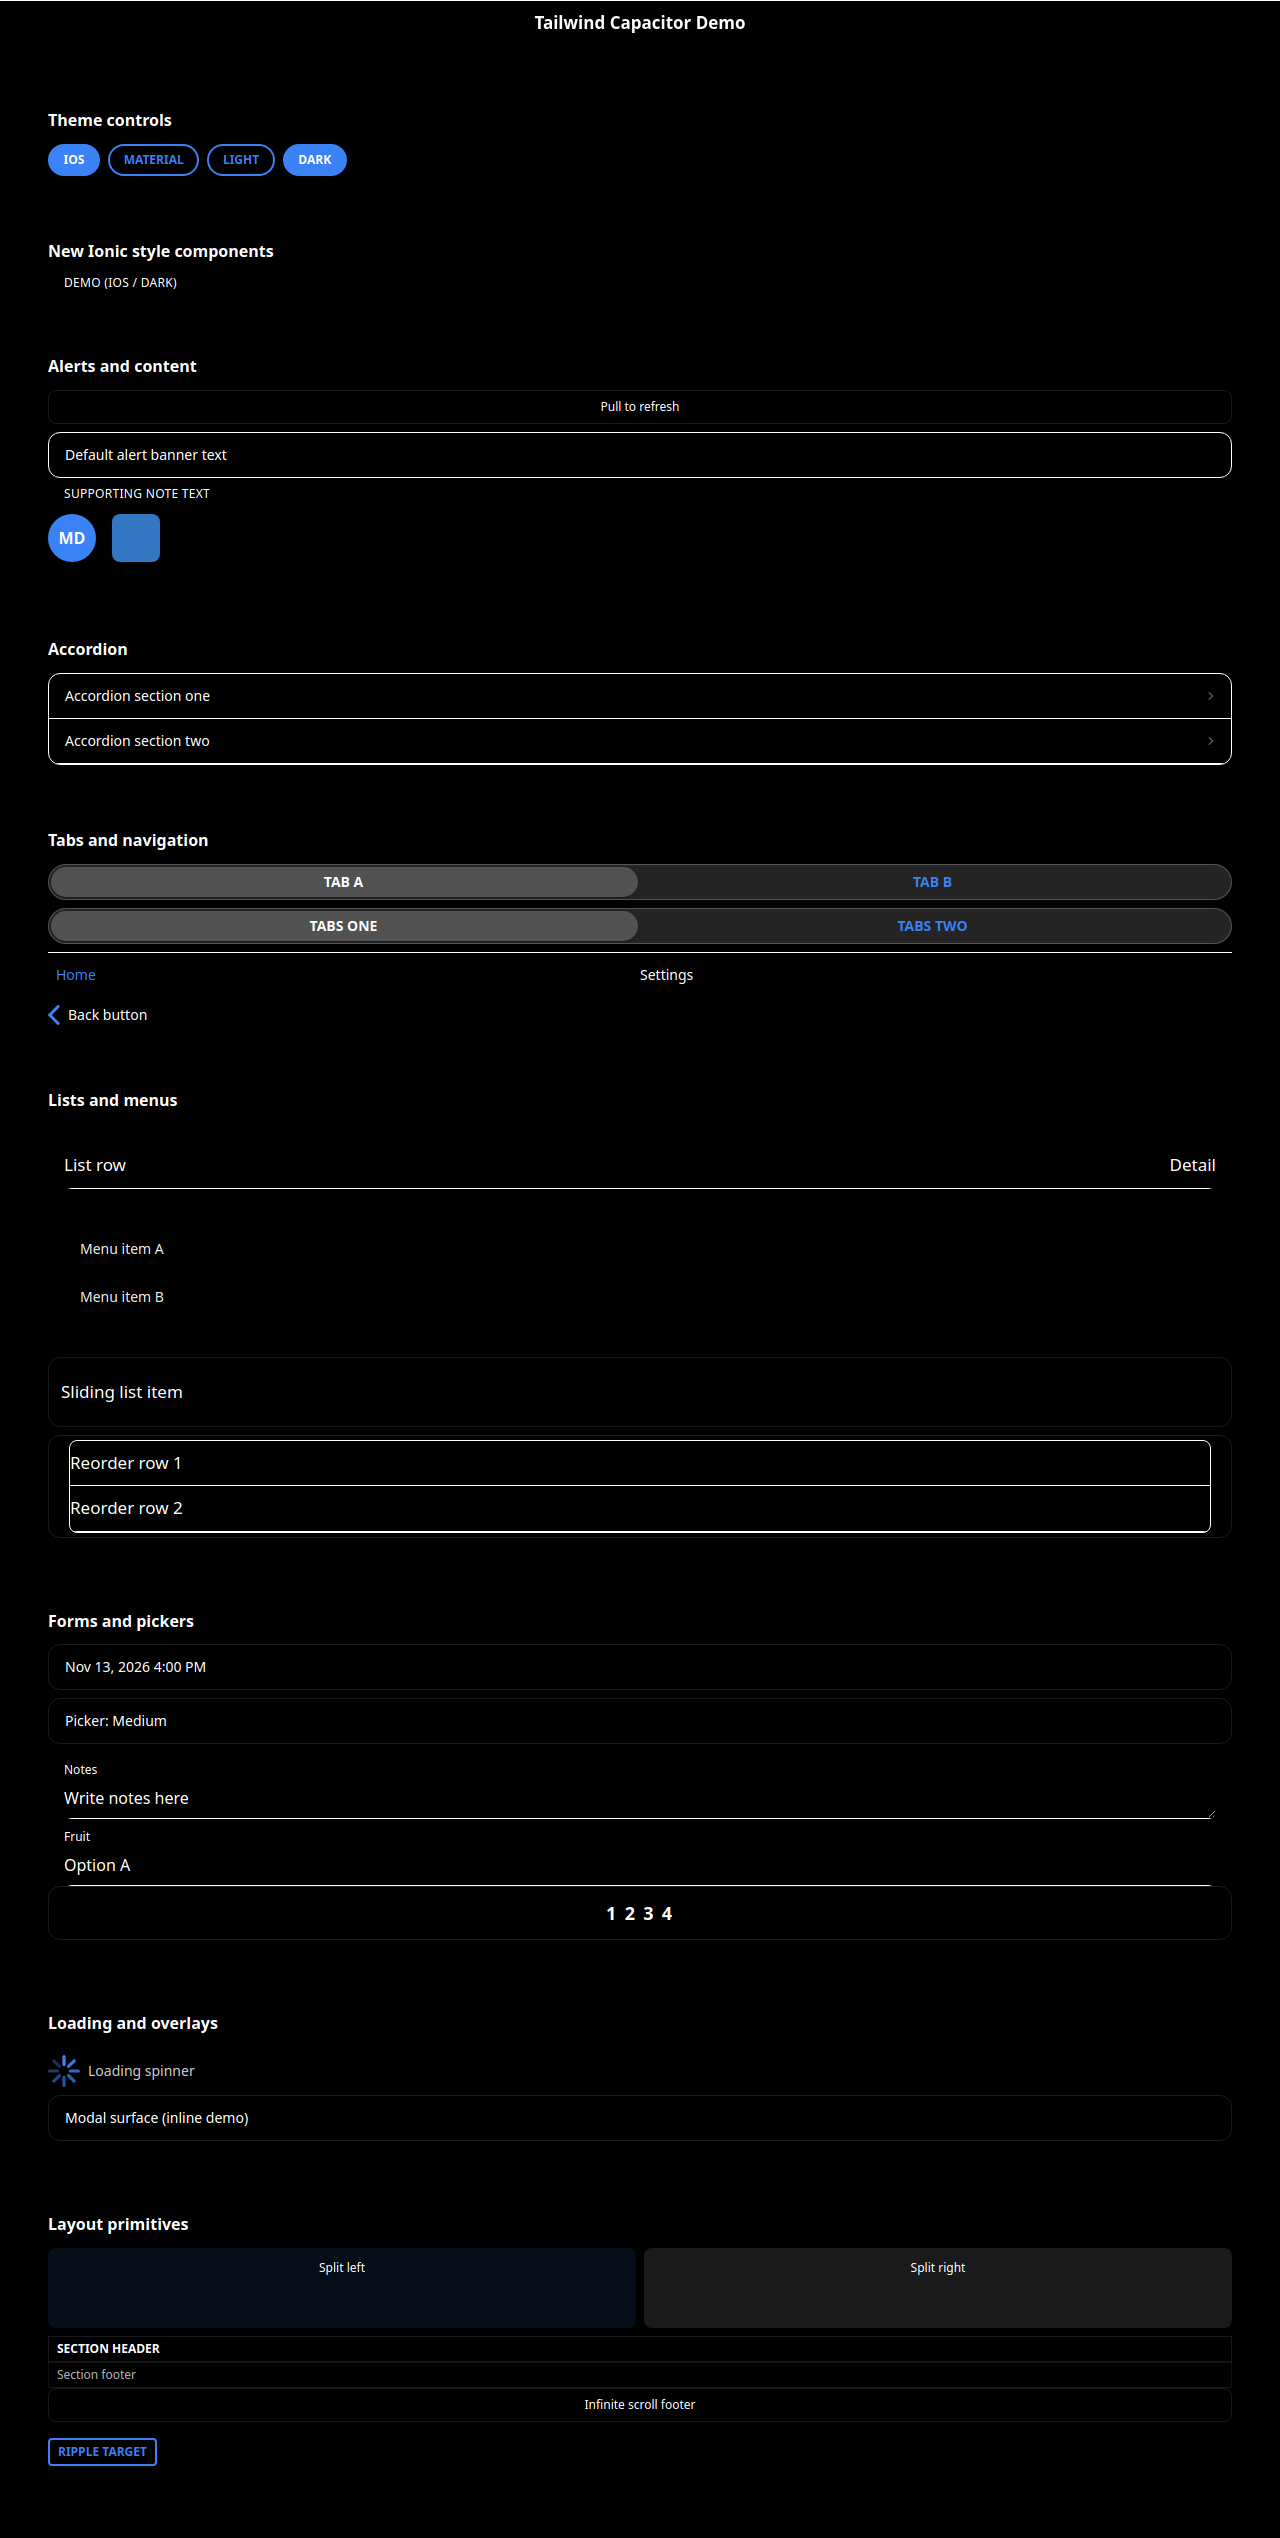 Tailwind Capacitor Demo
Theme controls
IOS MATERIAL LIGHT DARK
New Ionic style components
DEMO (IOS / DARK)
Alerts and content
Pull to refresh
Default alert banner text
SUPPORTING NOTE TEXT
MD
Accordion
Accordion section one
Accordion section two
Tabs and navigation
TAB A TAB B
TABS ONE TABS TWO
Home Settings
Back button
Lists and menus
List row Detail
Menu item A
Menu item B
Sliding list item
Reorder row 1
Reorder row 2
Forms and pickers
Nov 13, 2026 4:00 PM
Picker: Medium
Notes
Write notes here
Fruit
Option A
1 2 3 4
Loading and overlays
Loading spinner
Modal surface (inline demo)
Layout primitives
Split left Split right
SECTION HEADER
Section footer
Infinite scroll footer
RIPPLE TARGET